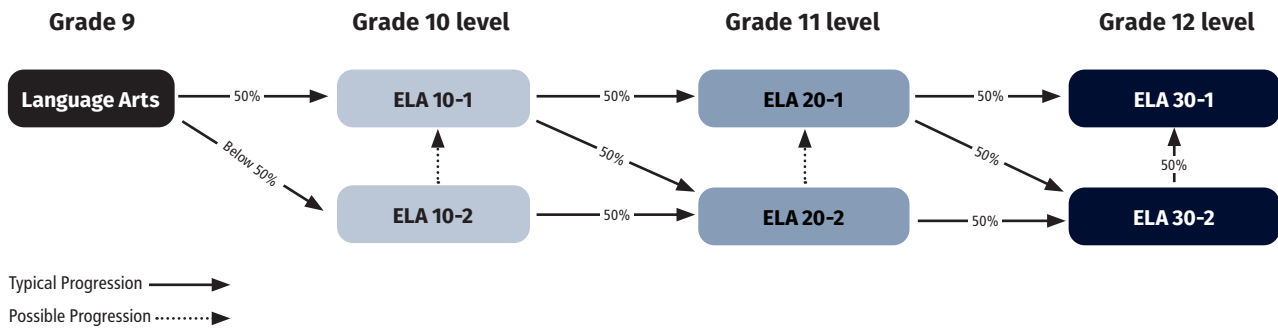 Grade 9 Grade 10 level Grade 11 level Grade 12 level
Language Arts 50% ELA 10-1 50% ELA 20-1 50% ELA 30-1
Below 50% 50% 50% 50%
ELA 10-2 50% ELA 20-2 50% ELA 30-2
Typical Progression
Possible Progression